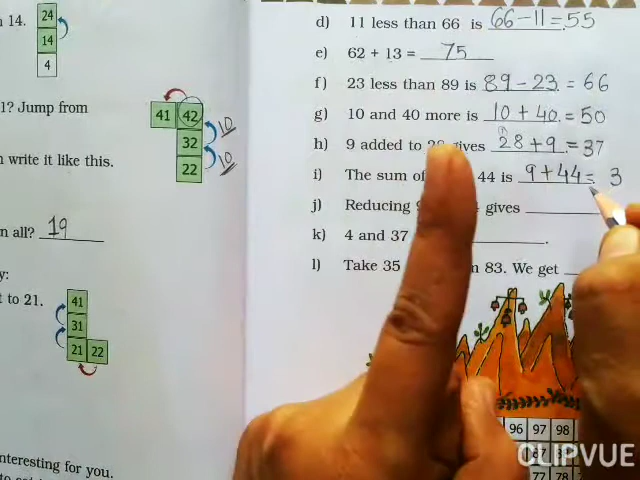 14.
24
14
4
1? Jump from
41 42
32
22
10
10
write it like this.
n all? 19
y:
t to 21.
41
31
21 22
nteresting for you.
d) 11 less than 66 is 66 - 11 = 55
e) 62 + 13 = 75
f) 23 less than 89 is 89 - 23 = 66
g) 10 and 40 more is 10 + 40 = 50
h) 9 added to gives 28 + 9 = 37
i) The sum of 44 is 9 + 44 = 3
j) Reducing gives
k) 4 and 37
l) Take 35 83. We get
96 97 98
77
CLIPVUE